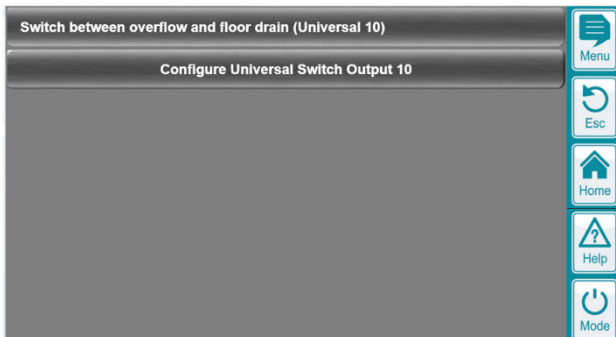 Switch between overflow and floor drain (Universal 10)
Configure Universal Switch Output 10
Menu
Esc
Home
Help
Mode